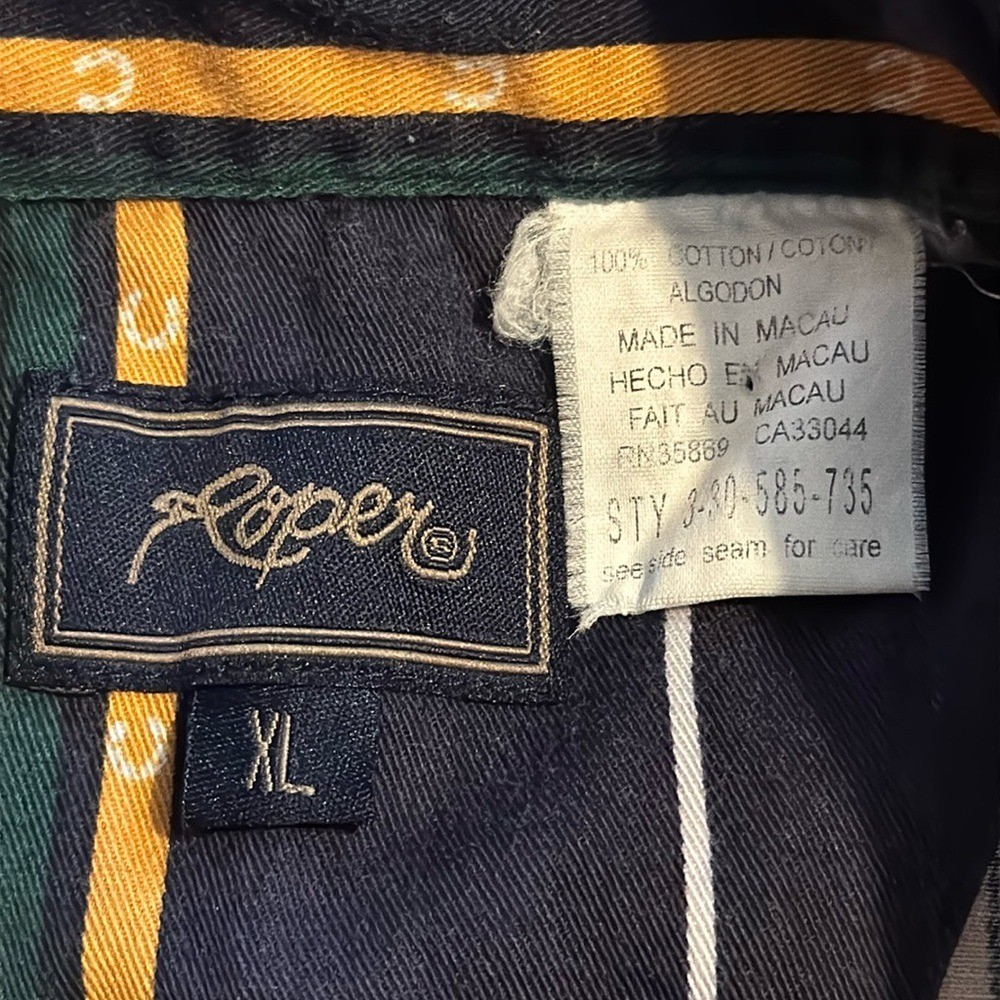 Roper
XL
100% COTTON / COTON
ALGODON
MADE IN MACAU
HECHO EN MACAU
FAIT AU MACAU
RN35869 CA33044
STY 3-30-585-735
see side seam for care